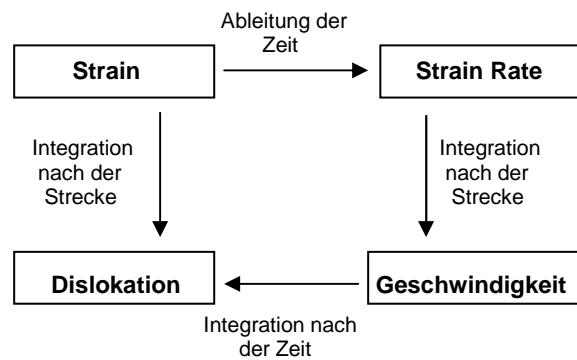 Ableitung der
Zeit
Strain
Strain Rate
Integration
nach der
Strecke
Integration
nach der
Strecke
Dislokation
Geschwindigkeit
Integration nach
der Zeit